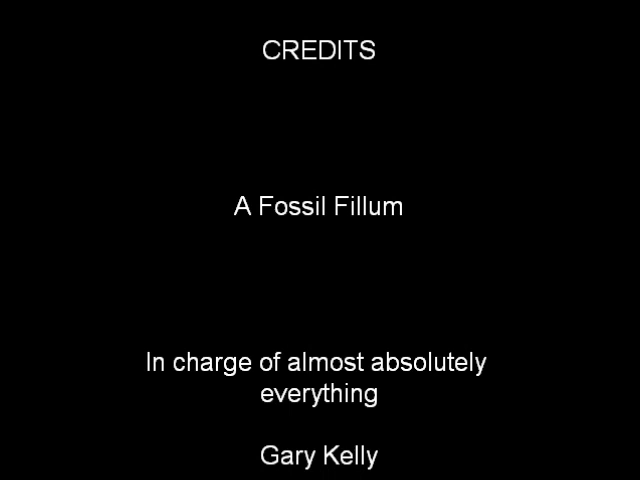 CREDITS
A Fossil Fillum
In charge of almost absolutely
everything
Gary Kelly